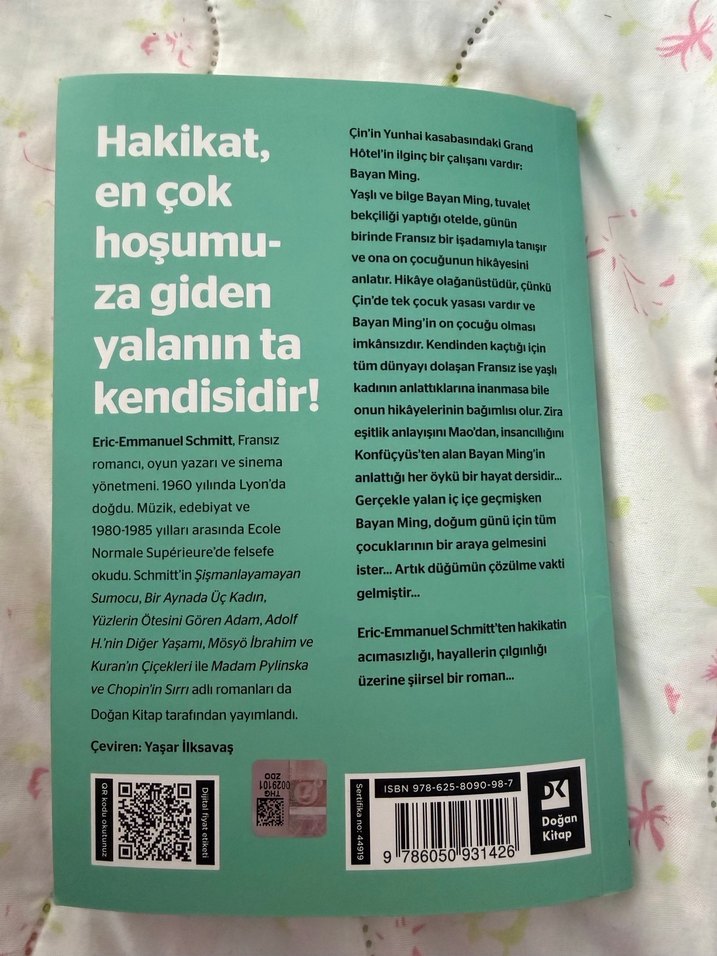 Hakikat,
en çok
hoşumu-
za giden
yalanın ta
kendisidir!
Eric-Emmanuel Schmitt, Fransız
romancı, oyun yazarı ve sinema
yönetmeni. 1960 yılında Lyon'da
doğdu. Müzik, edebiyat ve
1980-1985 yılları arasında Ecole
Normale Supérieure'de felsefe
okudu. Schmitt'in Şişmanlayamayan
Sumocu, Bir Aynada Üç Kadın,
Yüzlerin Ötesini Gören Adam, Adolf
H.'nin Diğer Yaşamı, Mösyö İbrahim ve
Kuran'ın Çiçekleri ile Madam Pylinska
ve Chopin'in Sırrı adlı romanları da
Doğan Kitap tarafından yayımlandı.
Çeviren: Yaşar İlksavaş
Çin'in Yunhai kasabasındaki Grand
Hôtel'in ilginç bir çalışanı vardır:
Bayan Ming.
Yaşlı ve bilge Bayan Ming, tuvalet
bekçiliği yaptığı otelde, günün
birinde Fransız bir işadamıyla tanışır
ve ona on çocuğunun hikâyesini
anlatır. Hikâye olağanüstüdür, çünkü
Çin'de tek çocuk yasası vardır ve
Bayan Ming'in on çocuğu olması
imkânsızdır. Kendinden kaçtığı için
tüm dünyayı dolaşan Fransız ise yaşlı
kadının anlattıklarına inanmasa bile
onun hikâyelerinin bağımlısı olur. Zira
eşitlik anlayışını Mao'dan, insancıllığını
Konfüçyüs'ten alan Bayan Ming'in
anlattığı her öykü bir hayat dersidir...
Gerçekle yalan iç içe geçmişken
Bayan Ming, doğum günü için tüm
çocuklarının bir araya gelmesini
ister... Artık düğümün çözülme vakti
gelmiştir...
Eric-Emmanuel Schmitt'ten hakikatin
acımasızlığı, hayallerin çılgınlığı
üzerine şiirsel bir roman...
QR kodu okutunuz
Dijital fiyat etiketi
THG
0029101
ZDO
Sertifika no: 44919
ISBN 978-625-8090-98-7
9 786050 931426
DK
Doğan
Kitap